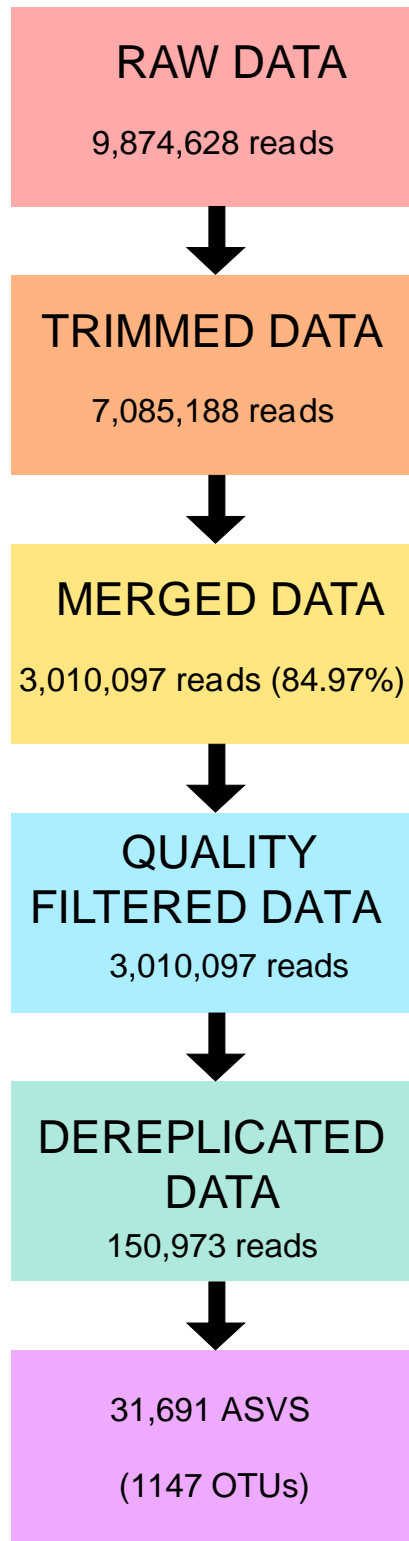 RAW DATA
9,874,628 reads
TRIMMED DATA
7,085,188 reads
MERGED DATA
3,010,097 reads (84.97%)
QUALITY
FILTERED DATA
3,010,097 reads
DEREPLICATED
DATA
150,973 reads
31,691 ASVS
(1147 OTUs)